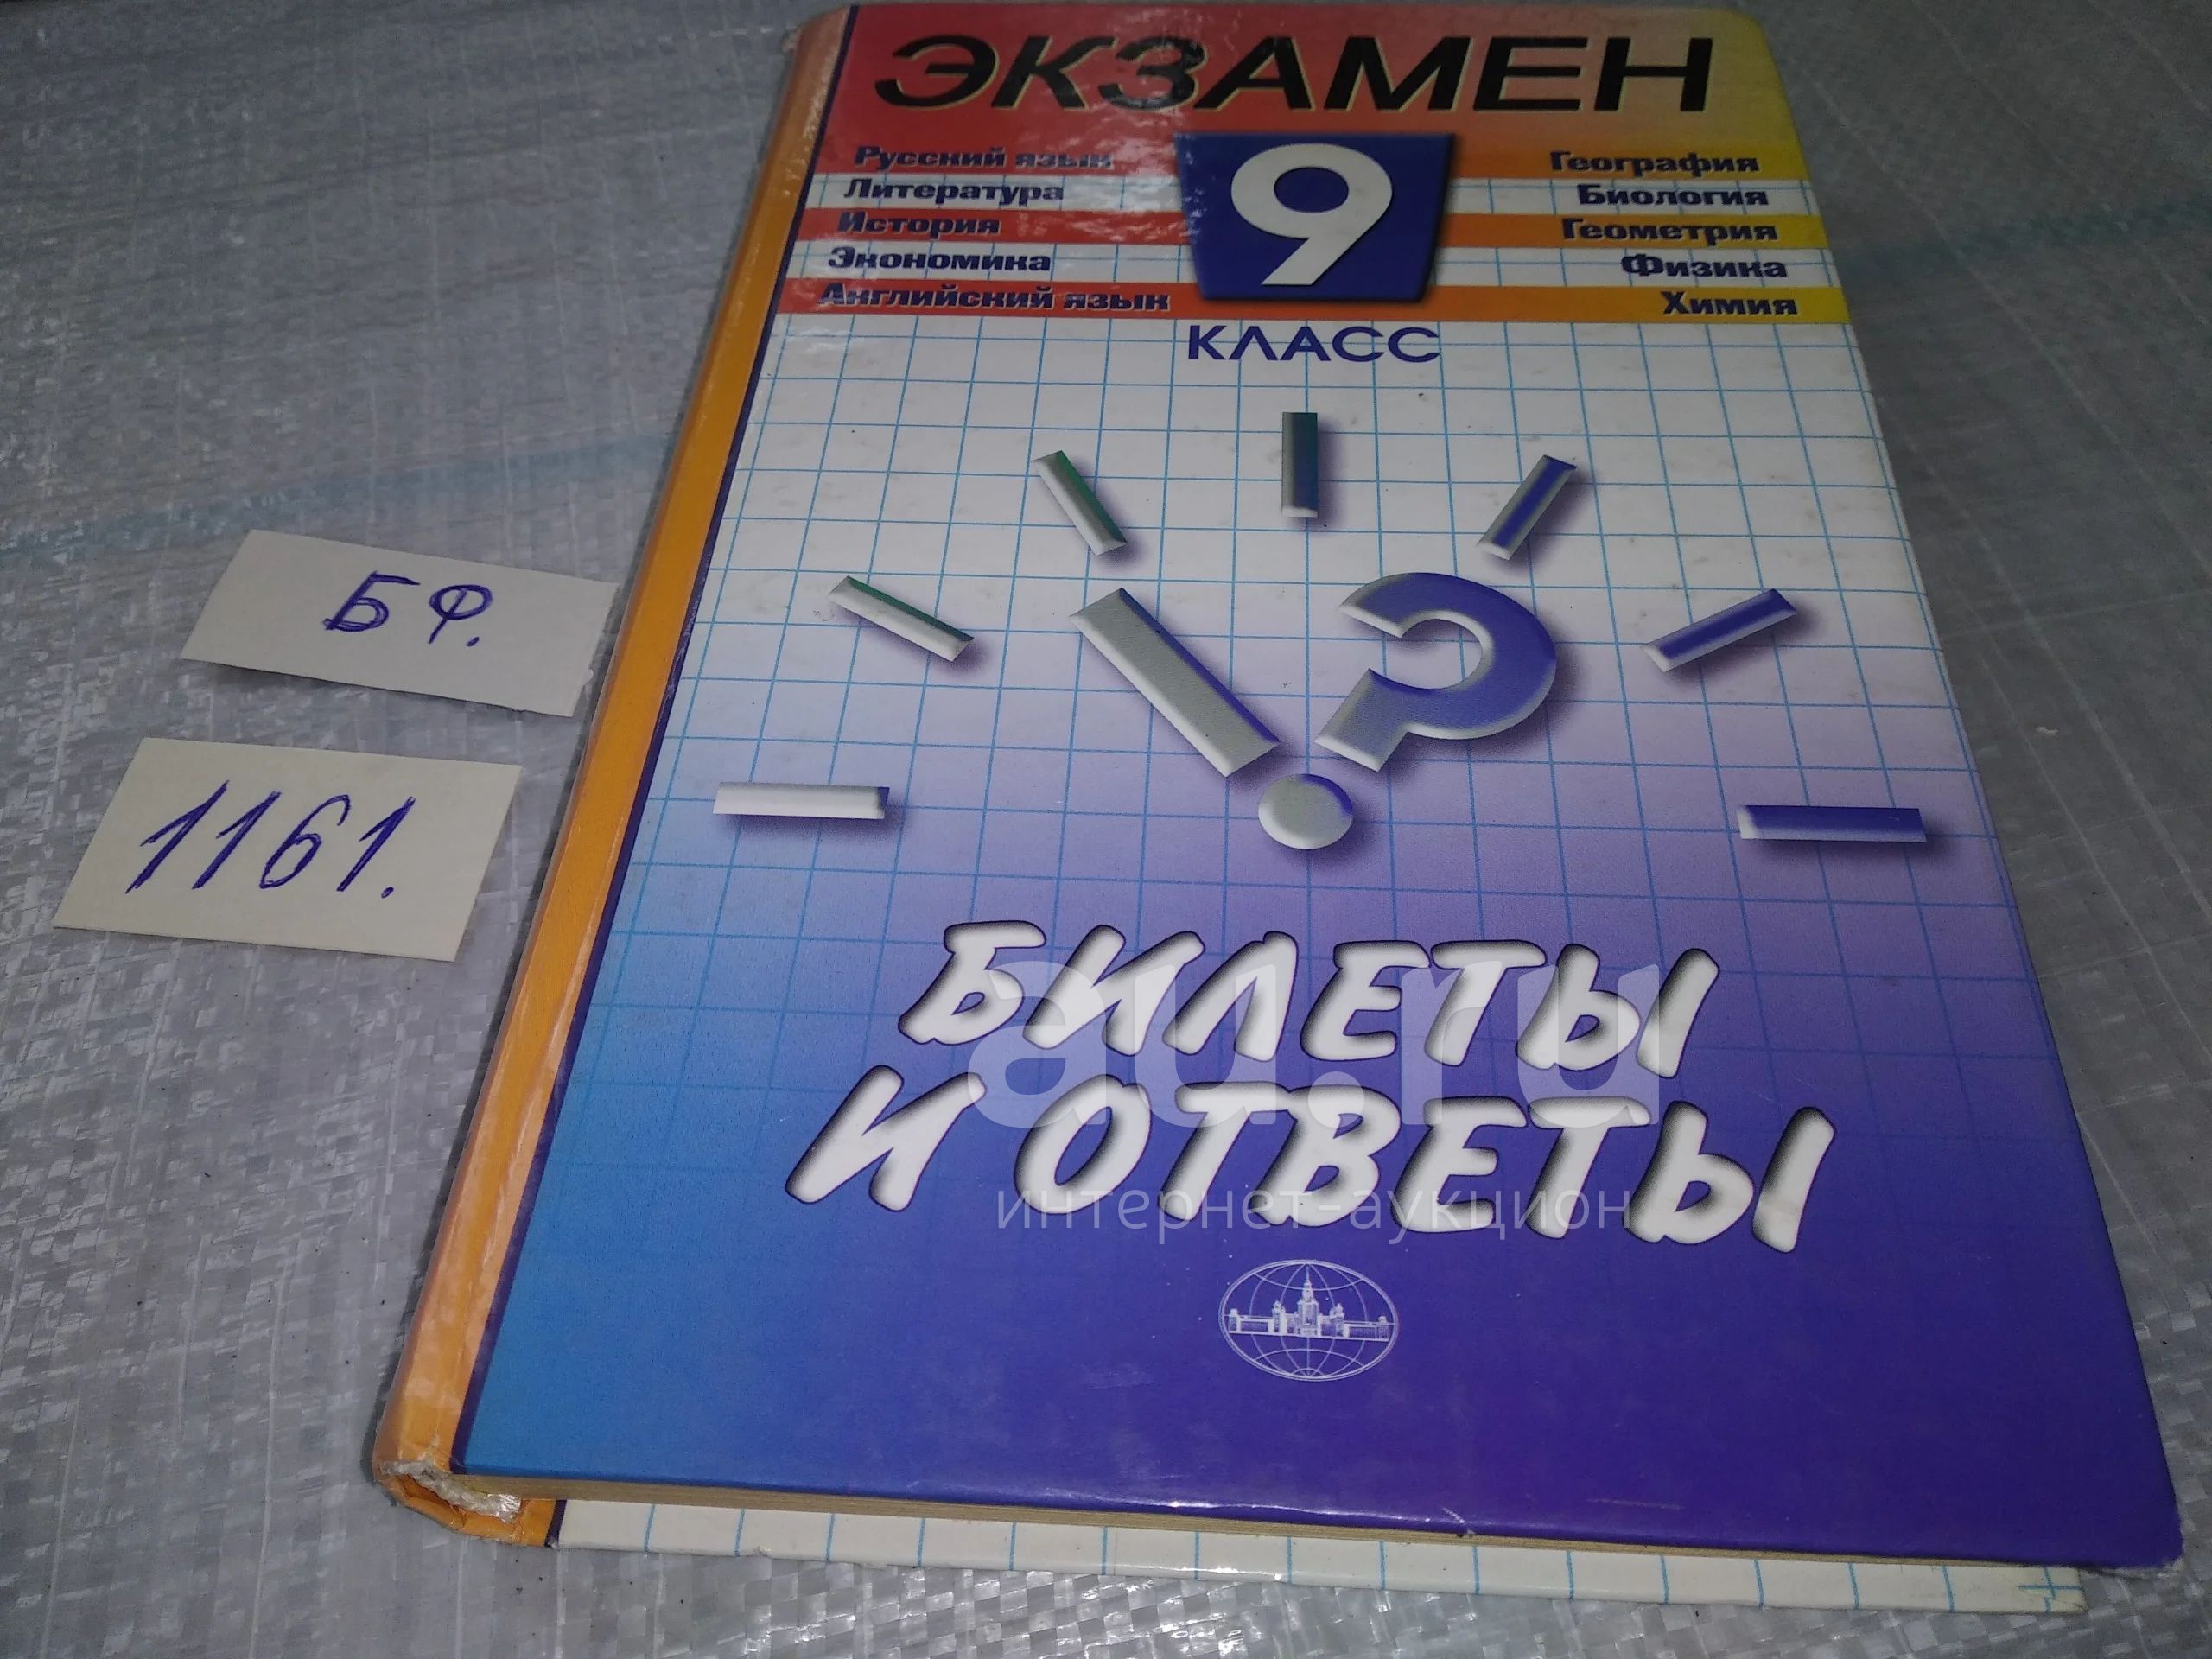 ЭКЗАМЕН
Русский язык
Литература
История
Экономика
Английский язык
9
КЛАСС
География
Биология
Геометрия
Физика
Химия
!?
БФ.
1161.
БИЛЕТЫ
И ОТВЕТЫ
au.ru
интернет-аукцион